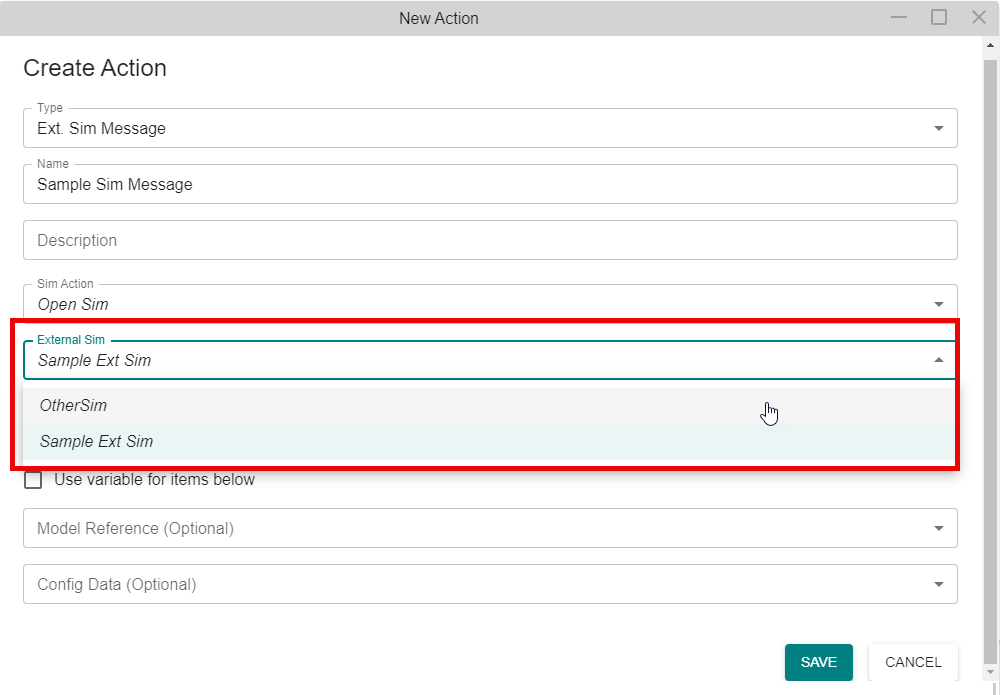 New Action
Create Action
Type
Ext. Sim Message
Name
Sample Sim Message
Description
Sim Action
Open Sim
External Sim
Sample Ext Sim
OtherSim
Sample Ext Sim
Use variable for items below
Model Reference (Optional)
Config Data (Optional)
SAVE CANCEL